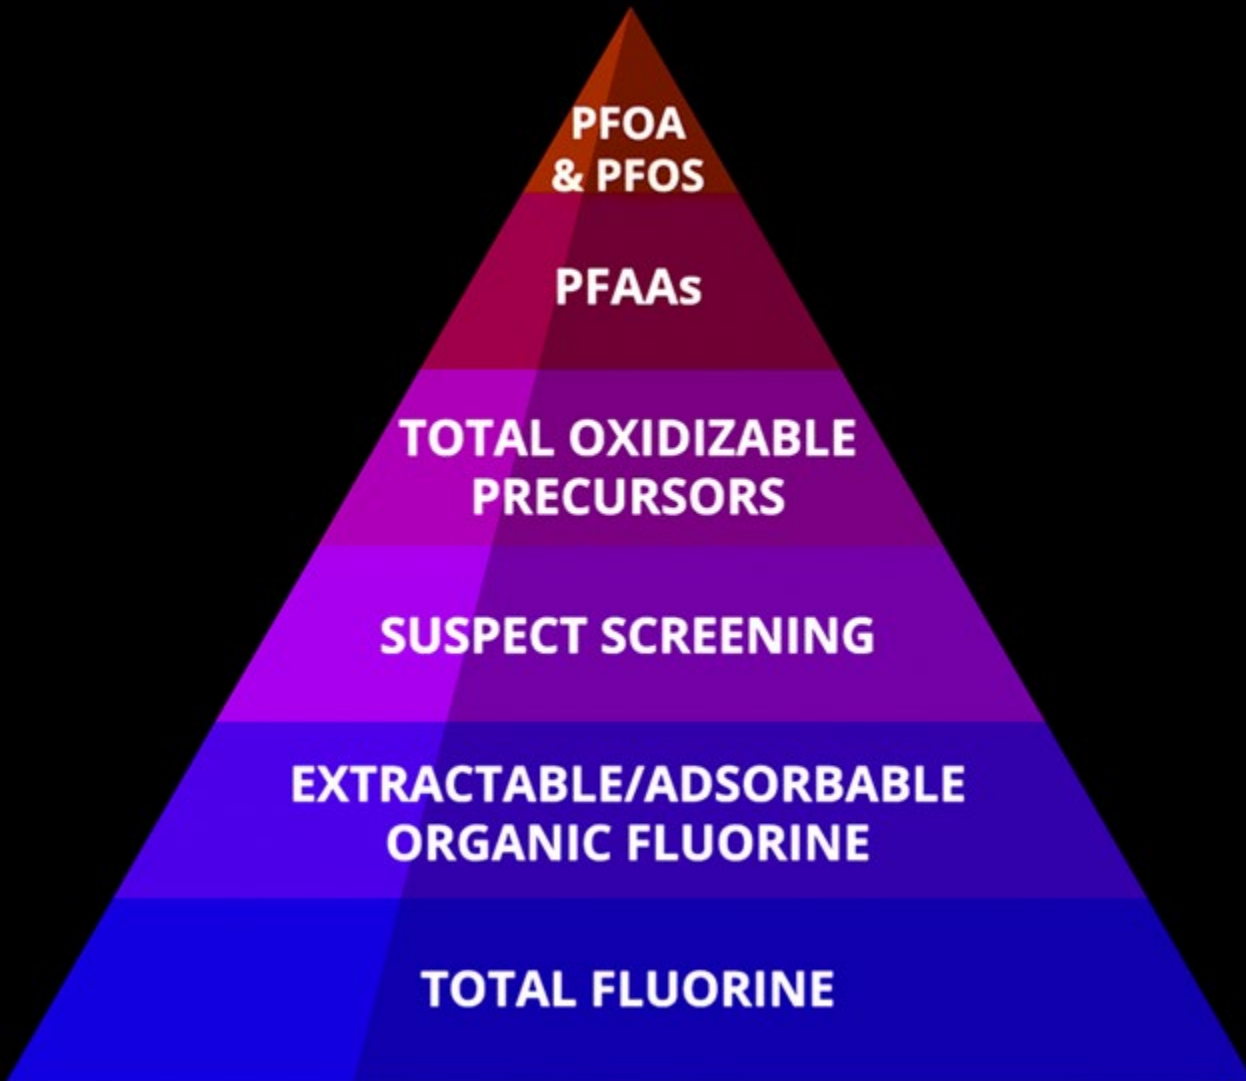 PFOA
& PFOS
PFAAs
TOTAL OXIDIZABLE
PRECURSORS
SUSPECT SCREENING
EXTRACTABLE/ADSORBABLE
ORGANIC FLUORINE
TOTAL FLUORINE